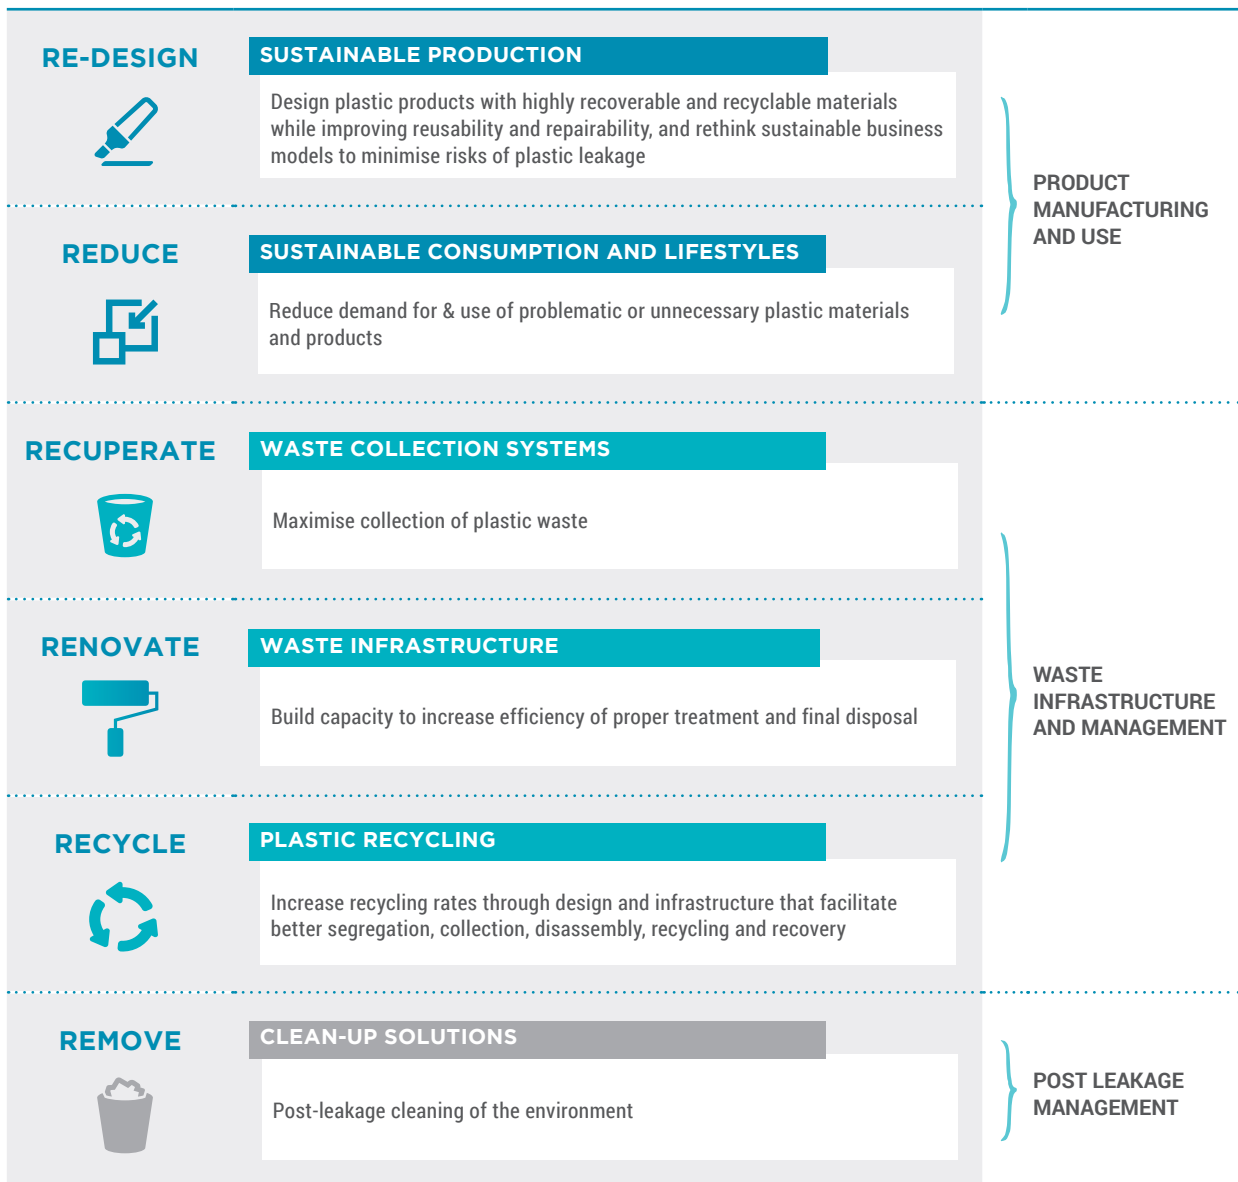 RE-DESIGN
SUSTAINABLE PRODUCTION
Design plastic products with highly recoverable and recyclable materials
while improving reusability and repairability, and rethink sustainable business
models to minimise risks of plastic leakage
REDUCE
SUSTAINABLE CONSUMPTION AND LIFESTYLES
Reduce demand for & use of problematic or unnecessary plastic materials
and products
PRODUCT
MANUFACTURING
AND USE
RECUPERATE
WASTE COLLECTION SYSTEMS
Maximise collection of plastic waste
RENOVATE
WASTE INFRASTRUCTURE
Build capacity to increase efficiency of proper treatment and final disposal
RECYCLE
PLASTIC RECYCLING
Increase recycling rates through design and infrastructure that facilitate
better segregation, collection, disassembly, recycling and recovery
WASTE
INFRASTRUCTURE
AND MANAGEMENT
REMOVE
CLEAN-UP SOLUTIONS
Post-leakage cleaning of the environment
POST LEAKAGE
MANAGEMENT